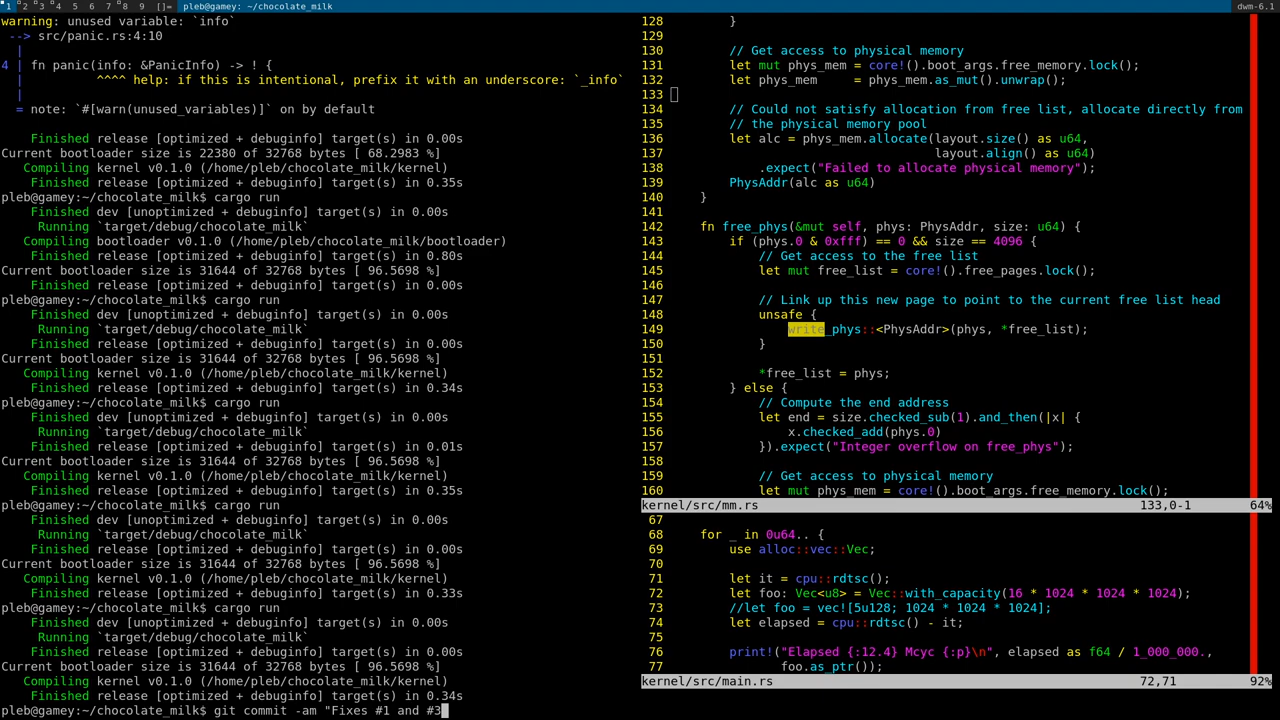 1 2 3 4 5 6 7 8 9 []= pleb@gamey: ~/chocolate_milk dwm-6.1
warning: unused variable: `info`
 --> src/panic.rs:4:10
  |
4 | fn panic(info: &PanicInfo) -> ! {
  |          ^^^^ help: if this is intentional, prefix it with an underscore: `_info`
  |
  = note: `#[warn(unused_variables)]` on by default
    Finished release [optimized + debuginfo] target(s) in 0.00s
Current bootloader size is 22380 of 32768 bytes [ 68.2983 %]
   Compiling kernel v0.1.0 (/home/pleb/chocolate_milk/kernel)
    Finished release [optimized + debuginfo] target(s) in 0.35s
pleb@gamey:~/chocolate_milk$ cargo run
    Finished dev [unoptimized + debuginfo] target(s) in 0.00s
     Running `target/debug/chocolate_milk`
   Compiling bootloader v0.1.0 (/home/pleb/chocolate_milk/bootloader)
    Finished release [optimized + debuginfo] target(s) in 0.80s
Current bootloader size is 31644 of 32768 bytes [ 96.5698 %]
    Finished release [optimized + debuginfo] target(s) in 0.00s
pleb@gamey:~/chocolate_milk$ cargo run
    Finished dev [unoptimized + debuginfo] target(s) in 0.00s
     Running `target/debug/chocolate_milk`
    Finished release [optimized + debuginfo] target(s) in 0.00s
Current bootloader size is 31644 of 32768 bytes [ 96.5698 %]
   Compiling kernel v0.1.0 (/home/pleb/chocolate_milk/kernel)
    Finished release [optimized + debuginfo] target(s) in 0.34s
pleb@gamey:~/chocolate_milk$ cargo run
    Finished dev [unoptimized + debuginfo] target(s) in 0.00s
     Running `target/debug/chocolate_milk`
    Finished release [optimized + debuginfo] target(s) in 0.01s
Current bootloader size is 31644 of 32768 bytes [ 96.5698 %]
   Compiling kernel v0.1.0 (/home/pleb/chocolate_milk/kernel)
    Finished release [optimized + debuginfo] target(s) in 0.35s
pleb@gamey:~/chocolate_milk$ cargo run
    Finished dev [unoptimized + debuginfo] target(s) in 0.00s
     Running `target/debug/chocolate_milk`
    Finished release [optimized + debuginfo] target(s) in 0.00s
Current bootloader size is 31644 of 32768 bytes [ 96.5698 %]
   Compiling kernel v0.1.0 (/home/pleb/chocolate_milk/kernel)
    Finished release [optimized + debuginfo] target(s) in 0.33s
pleb@gamey:~/chocolate_milk$ cargo run
    Finished dev [unoptimized + debuginfo] target(s) in 0.00s
     Running `target/debug/chocolate_milk`
    Finished release [optimized + debuginfo] target(s) in 0.00s
Current bootloader size is 31644 of 32768 bytes [ 96.5698 %]
   Compiling kernel v0.1.0 (/home/pleb/chocolate_milk/kernel)
    Finished release [optimized + debuginfo] target(s) in 0.34s
pleb@gamey:~/chocolate_milk$ git commit -am "Fixes #1 and #3
128         }
129
130         // Get access to physical memory
131         let mut phys_mem = core!().boot_args.free_memory.lock();
132         let phys_mem     = phys_mem.as_mut().unwrap();
133
134         // Could not satisfy allocation from free list, allocate directly from
135         // the physical memory pool
136         let alc = phys_mem.allocate(layout.size() as u64,
137                                     layout.align() as u64)
138             .expect("Failed to allocate physical memory");
139         PhysAddr(alc as u64)
140     }
141
142     fn free_phys(&mut self, phys: PhysAddr, size: u64) {
143         if (phys.0 & 0xfff) == 0 && size == 4096 {
144             // Get access to the free list
145             let mut free_list = core!().free_pages.lock();
146
147             // Link up this new page to point to the current free list head
148             unsafe {
149                 write_phys::<PhysAddr>(phys, *free_list);
150             }
151
152             *free_list = phys;
153         } else {
154             // Compute the end address
155             let end = size.checked_sub(1).and_then(|x| {
156                 x.checked_add(phys.0)
157             }).expect("Integer overflow on free_phys");
158
159             // Get access to physical memory
160             let mut phys_mem = core!().boot_args.free_memory.lock();
kernel/src/mm.rs 133,0-1 64%
67
68     for _ in 0u64.. {
69         use alloc::vec::Vec;
70
71         let it = cpu::rdtsc();
72         let foo: Vec<u8> = Vec::with_capacity(16 * 1024 * 1024 * 1024);
73         //let foo = vec![5u128; 1024 * 1024 * 1024];
74         let elapsed = cpu::rdtsc() - it;
75
76         print!("Elapsed {:12.4} Mcyc {:p}\n", elapsed as f64 / 1_000_000.,
77                foo.as_ptr());
kernel/src/main.rs 72,71 92%